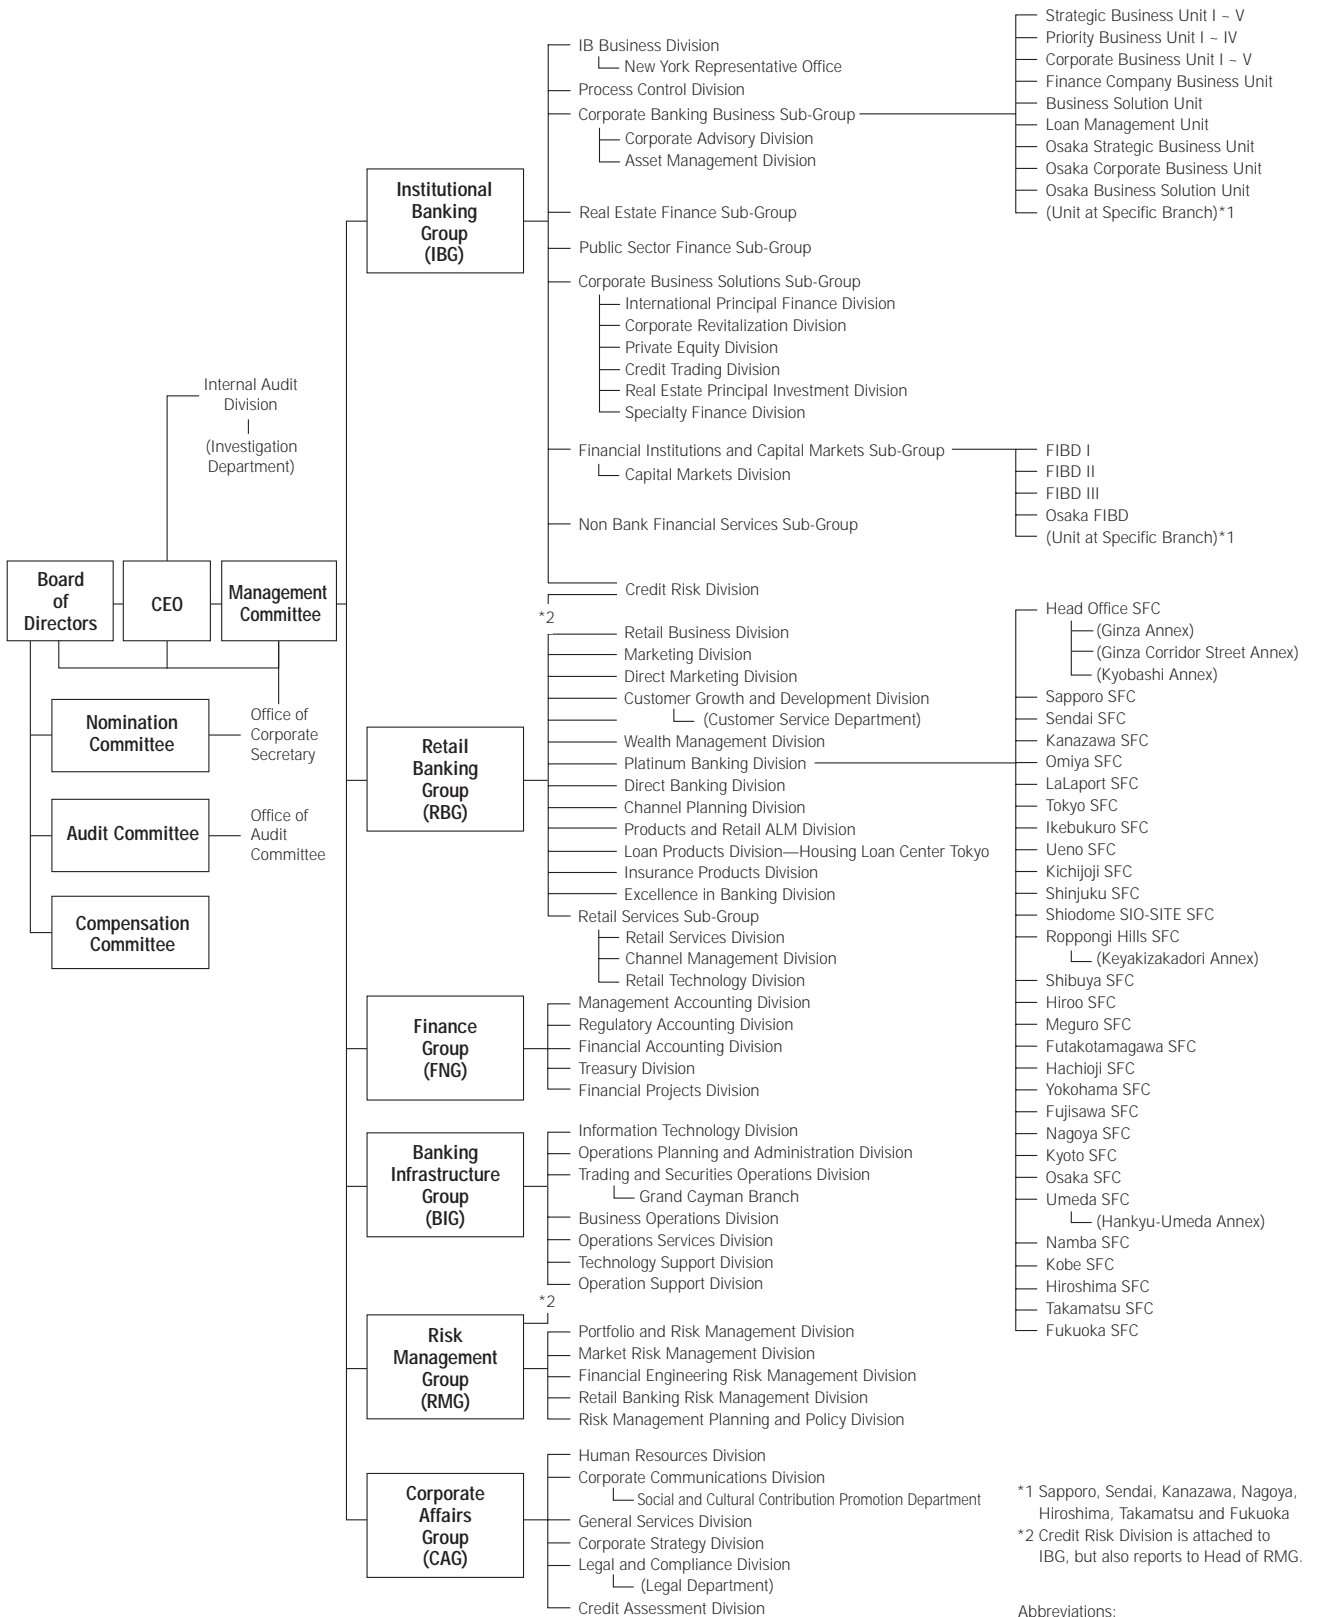 Board
of
Directors
CEO
Management
Committee
Internal Audit
Division
(Investigation
Department)
Nomination
Committee
Office of
Corporate
Secretary
Audit Committee
Office of
Audit
Committee
Compensation
Committee
Institutional
Banking
Group
(IBG)
IB Business Division
New York Representative Office
Process Control Division
Corporate Banking Business Sub-Group
Corporate Advisory Division
Asset Management Division
Real Estate Finance Sub-Group
Public Sector Finance Sub-Group
Corporate Business Solutions Sub-Group
International Principal Finance Division
Corporate Revitalization Division
Private Equity Division
Credit Trading Division
Real Estate Principal Investment Division
Specialty Finance Division
Financial Institutions and Capital Markets Sub-Group
Capital Markets Division
Non Bank Financial Services Sub-Group
Credit Risk Division
*2
Strategic Business Unit I ~ V
Priority Business Unit I ~ IV
Corporate Business Unit I ~ V
Finance Company Business Unit
Business Solution Unit
Loan Management Unit
Osaka Strategic Business Unit
Osaka Corporate Business Unit
Osaka Business Solution Unit
(Unit at Specific Branch)*1
FIBD I
FIBD II
FIBD III
Osaka FIBD
(Unit at Specific Branch)*1
Retail
Banking
Group
(RBG)
Retail Business Division
Marketing Division
Direct Marketing Division
Customer Growth and Development Division
(Customer Service Department)
Wealth Management Division
Platinum Banking Division
Direct Banking Division
Channel Planning Division
Products and Retail ALM Division
Loan Products Division—Housing Loan Center Tokyo
Insurance Products Division
Excellence in Banking Division
Retail Services Sub-Group
Retail Services Division
Channel Management Division
Retail Technology Division
Head Office SFC
(Ginza Annex)
(Ginza Corridor Street Annex)
(Kyobashi Annex)
Sapporo SFC
Sendai SFC
Kanazawa SFC
Omiya SFC
LaLaport SFC
Tokyo SFC
Ikebukuro SFC
Ueno SFC
Kichijoji SFC
Shinjuku SFC
Shiodome SIO-SITE SFC
Roppongi Hills SFC
(Keyakizakadori Annex)
Shibuya SFC
Hiroo SFC
Meguro SFC
Futakotamagawa SFC
Hachioji SFC
Yokohama SFC
Fujisawa SFC
Nagoya SFC
Kyoto SFC
Osaka SFC
Umeda SFC
(Hankyu-Umeda Annex)
Namba SFC
Kobe SFC
Hiroshima SFC
Takamatsu SFC
Fukuoka SFC
Finance
Group
(FNG)
Management Accounting Division
Regulatory Accounting Division
Financial Accounting Division
Treasury Division
Financial Projects Division
Banking
Infrastructure
Group
(BIG)
Information Technology Division
Operations Planning and Administration Division
Trading and Securities Operations Division
Grand Cayman Branch
Business Operations Division
Operations Services Division
Technology Support Division
Operation Support Division
*2
Risk
Management
Group
(RMG)
Portfolio and Risk Management Division
Market Risk Management Division
Financial Engineering Risk Management Division
Retail Banking Risk Management Division
Risk Management Planning and Policy Division
Corporate
Affairs
Group
(CAG)
Human Resources Division
Corporate Communications Division
Social and Cultural Contribution Promotion Department
General Services Division
Corporate Strategy Division
Legal and Compliance Division
(Legal Department)
Credit Assessment Division
*1 Sapporo, Sendai, Kanazawa, Nagoya,
Hiroshima, Takamatsu and Fukuoka
*2 Credit Risk Division is attached to
IBG, but also reports to Head of RMG.
Abbreviations: